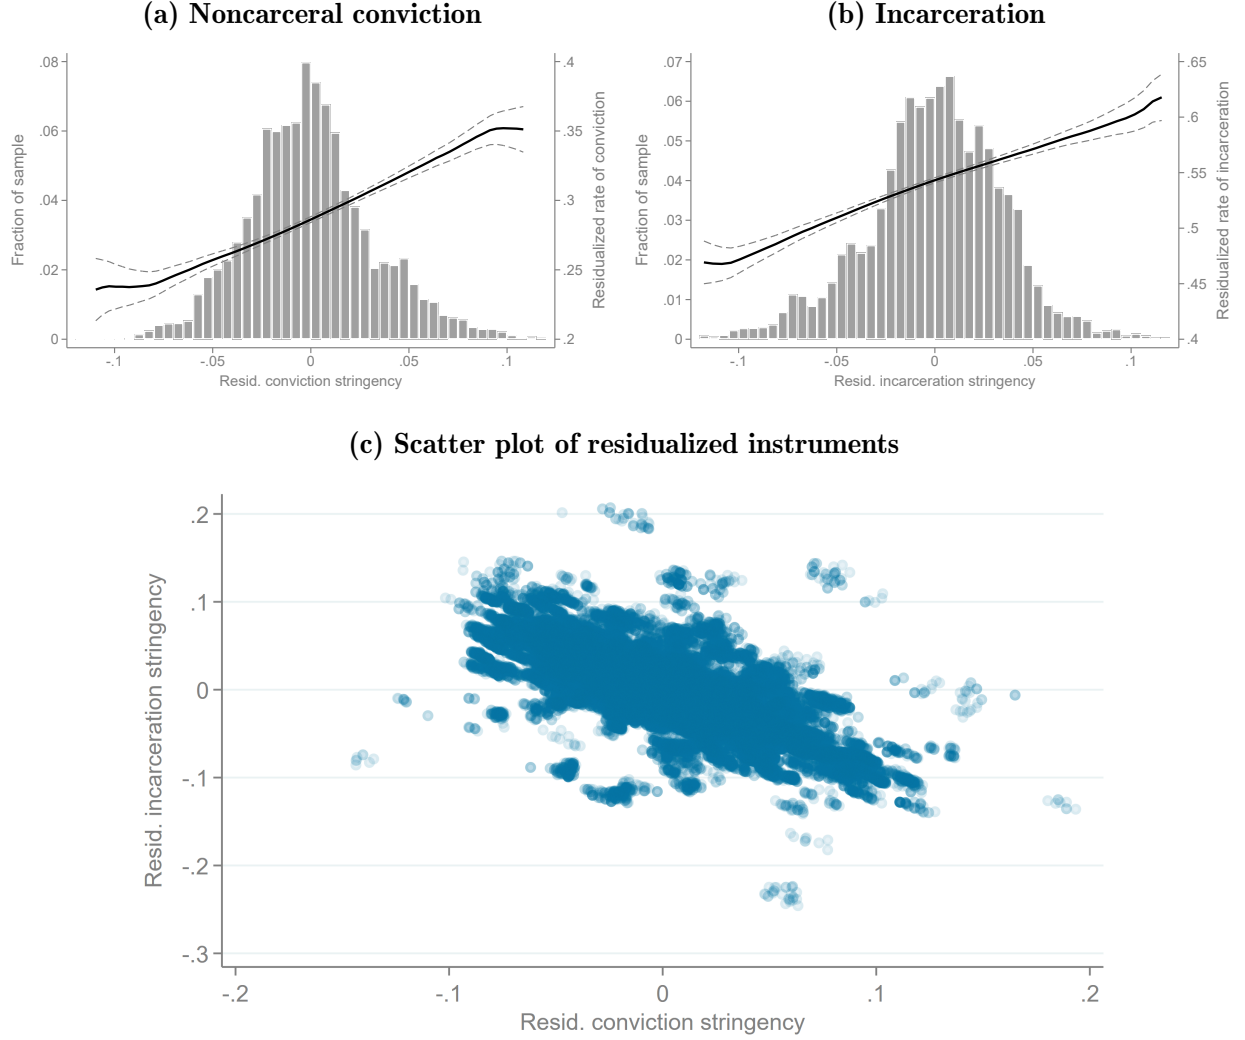 (a) Noncarceral conviction
.08
.06
.04
.02
0
Fraction of sample
.4
.35
.3
.25
.2
Residualized rate of conviction
-.1 -.05 0 .05 .1
Resid. conviction stringency
(b) Incarceration
.07
.06
.05
.04
.03
.02
.01
0
Fraction of sample
.65
.6
.55
.5
.45
.4
Residualized rate of incarceration
-.1 -.05 0 .05 .1
Resid. incarceration stringency
(c) Scatter plot of residualized instruments
.2
.1
0
-.1
-.2
-.3
Resid. incarceration stringency
-.2 -.1 0 .1 .2
Resid. conviction stringency